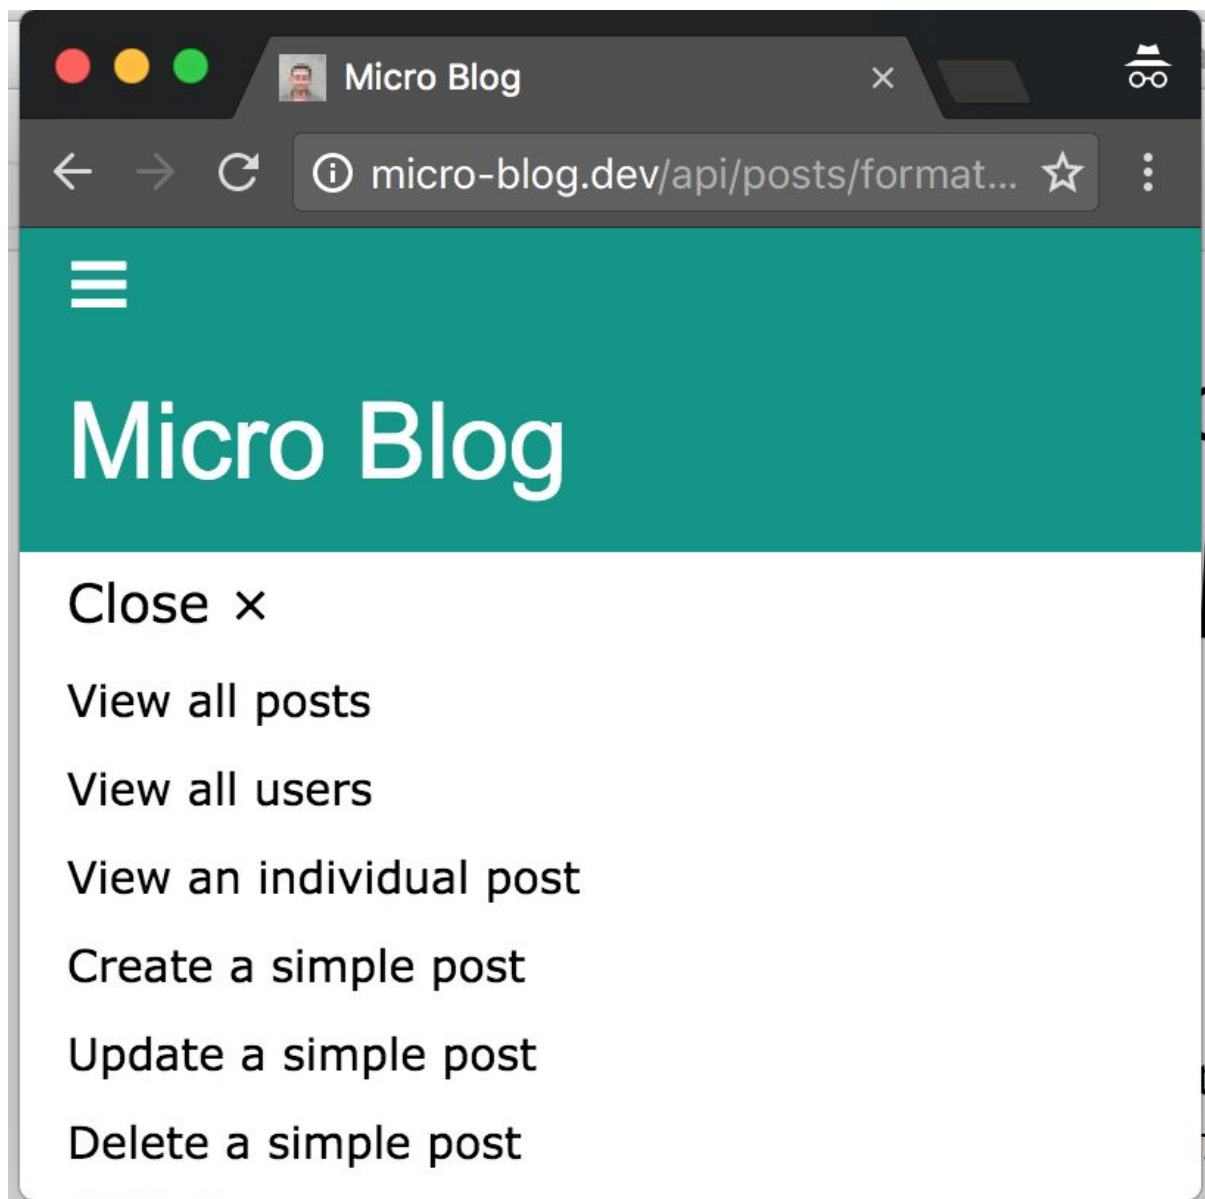 Micro Blog ×
micro-blog.dev/api/posts/format...
Micro Blog
Close ×
View all posts
View all users
View an individual post
Create a simple post
Update a simple post
Delete a simple post